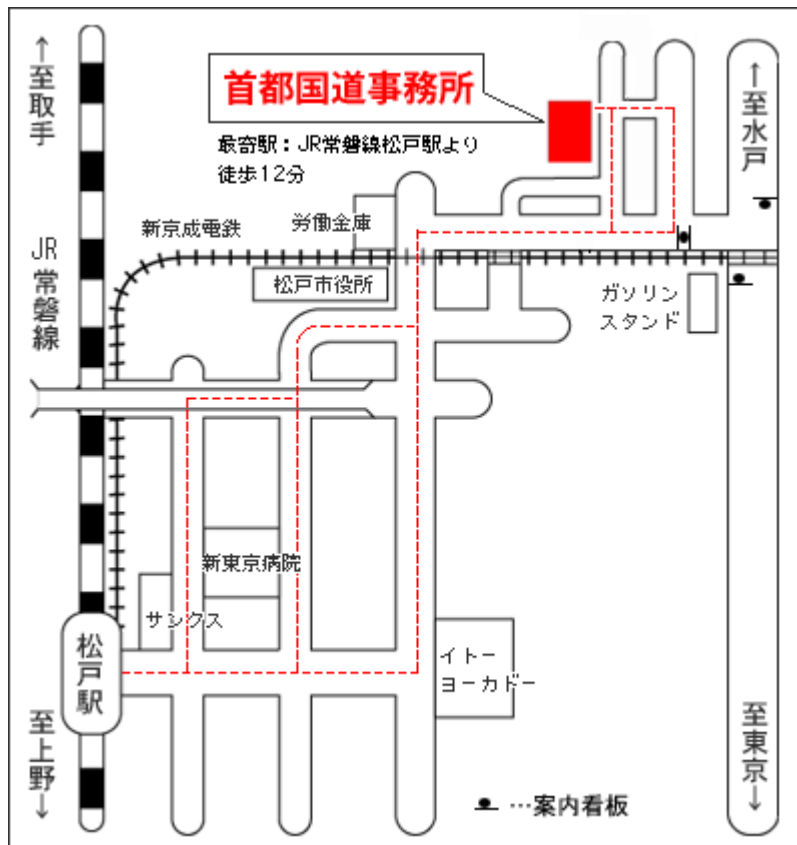 ↑至取手
首都国道事務所
↑至水戸
最寄駅：JR常磐線松戸駅より
徒歩12分
労働金庫
新京成電鉄
JR常磐線
松戸市役所
ガソリン
スタンド
新東京病院
サンクス
松戸駅
イトー
ヨーカドー
至上野↓
至東京↓
…案内看板